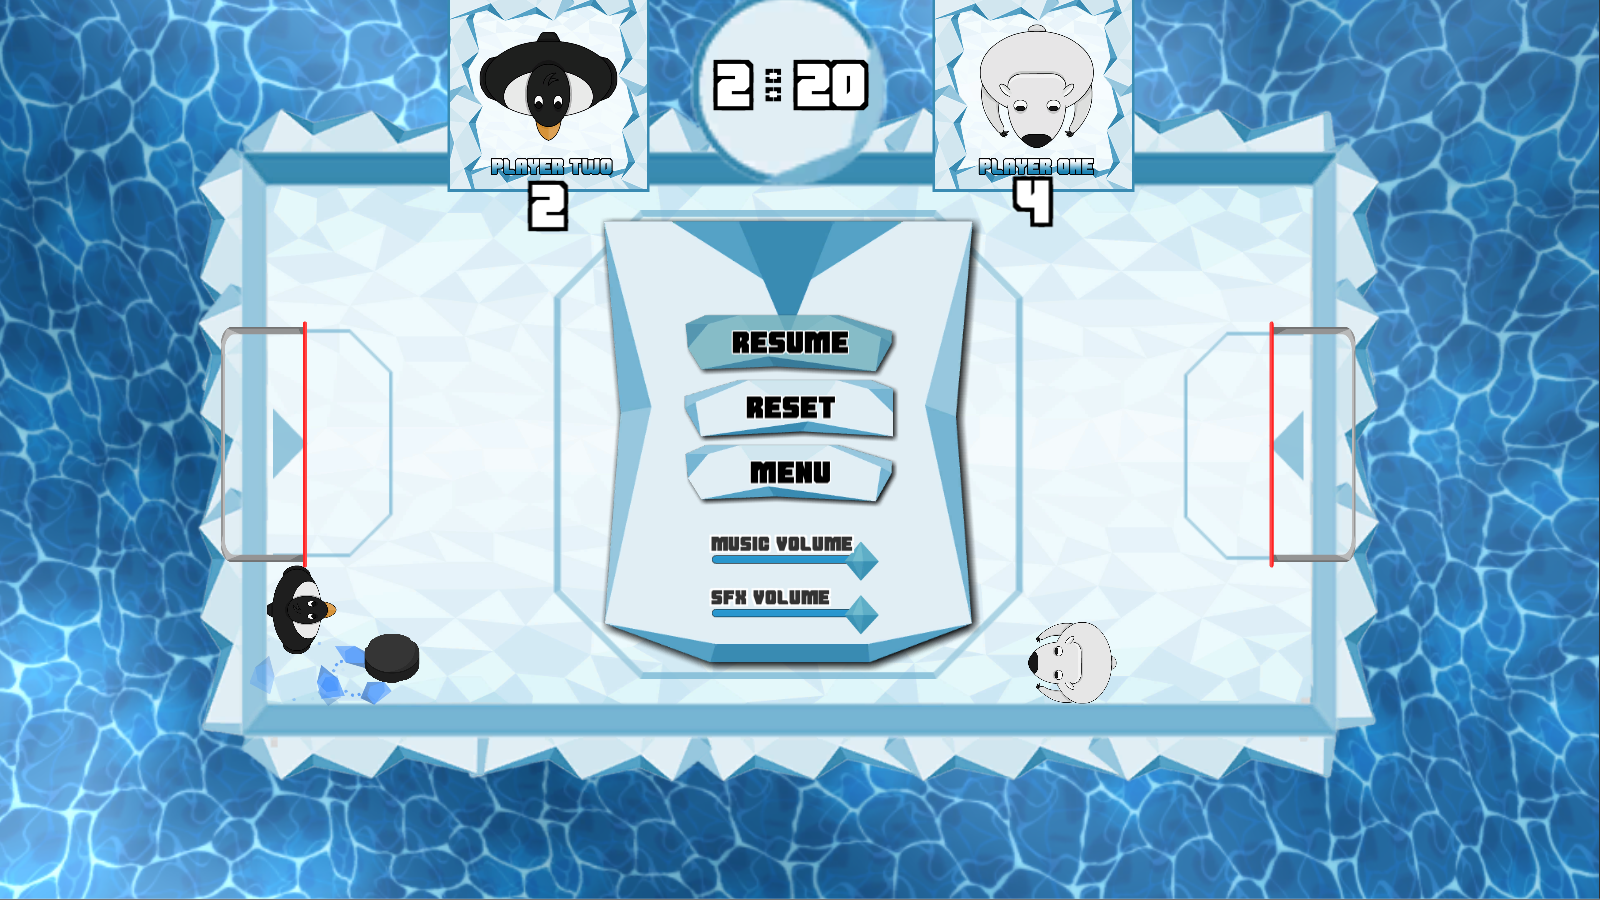 2:20
PLAYER TWO
PLAYER ONE
2
4
RESUME
RESET
MENU
MUSIC VOLUME
SFX VOLUME